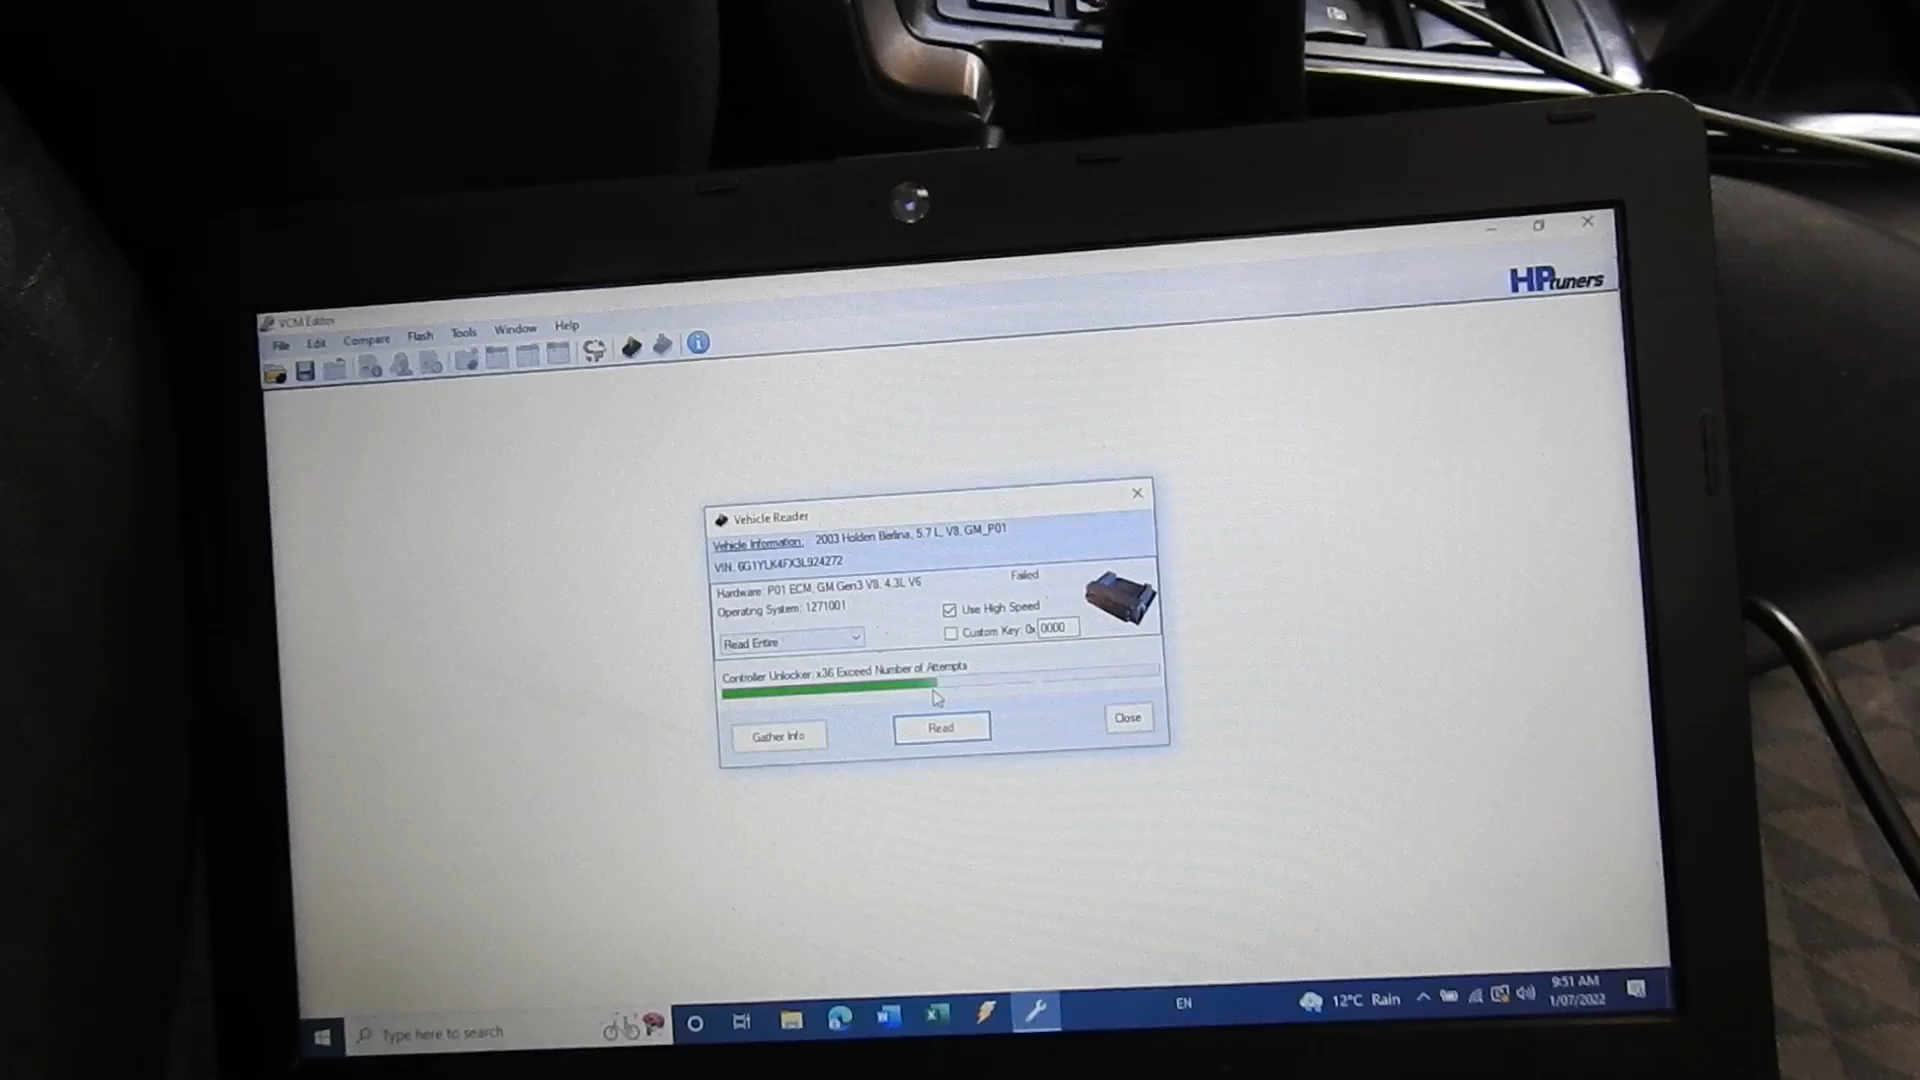 VCM Editor
HPtuners
File Edit Compare Flash Tools Window Help
Vehicle Reader
Vehicle Information: 2003 Holden Berlina, 5.7 L, V8, GM_P01
VIN: 6G1YLK4FX3L924272
Hardware: P01 ECM, GM Gen3 V8, 4.3L V6
Failed
Operating System: 1271001
Use High Speed
Read Entire
Custom Key: 0x 0000
Controller Unlocker: x36 Exceed Number of Attempts
Gather Info
Read
Close
Type here to search
EN
12°C Rain
9:51 AM
1/07/2022